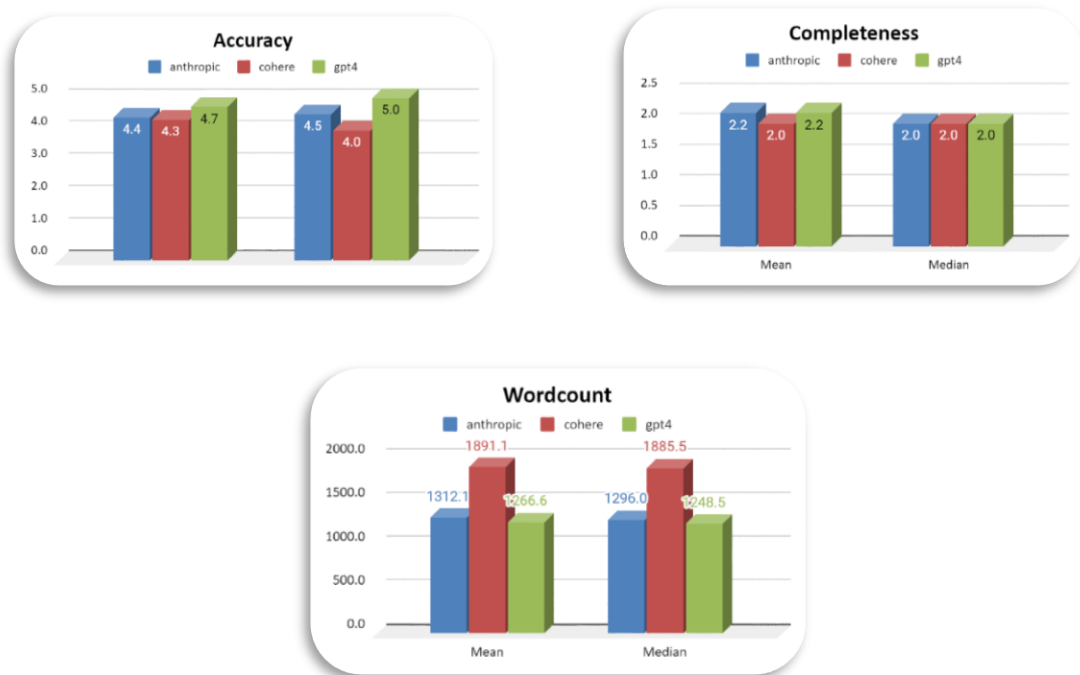 Accuracy
anthropic cohere gpt4
5.0
4.0
3.0
2.0
1.0
0.0
4.4 4.3 4.7 4.5 4.0 5.0
Completeness
anthropic cohere gpt4
2.5
2.0
1.5
1.0
0.5
0.0
2.2 2.0 2.2 2.0 2.0 2.0
Mean Median
Wordcount
anthropic cohere gpt4
2000.0
1500.0
1000.0
500.0
0.0
1312.1 1891.1 1266.6 1296.0 1885.5 1248.5
Mean Median